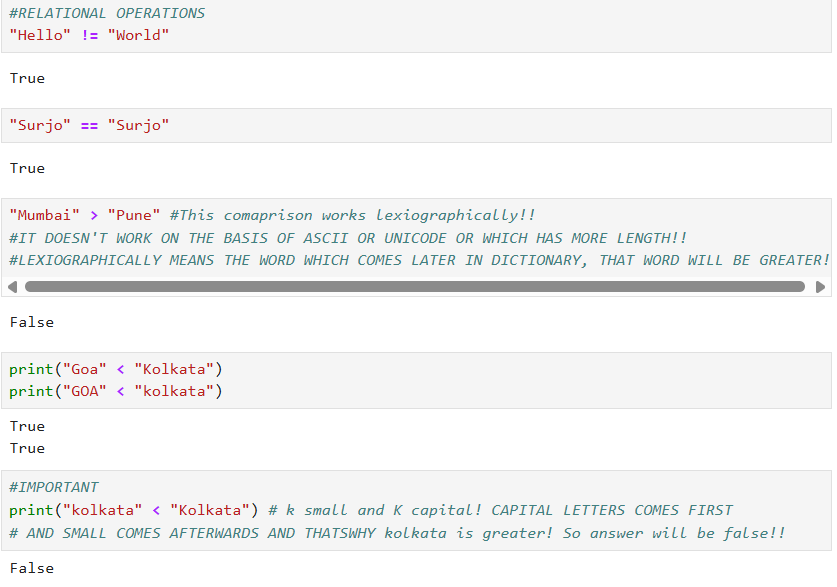 #RELATIONAL OPERATIONS
"Hello" != "World"
True
"Surjo" == "Surjo"
True
"Mumbai" > "Pune" #This comaprison works lexiographically!!
#IT DOESN'T WORK ON THE BASIS OF ASCII OR UNICODE OR WHICH HAS MORE LENGTH!!
#LEXIOGRAPHICALLY MEANS THE WORD WHICH COMES LATER IN DICTIONARY, THAT WORD WILL BE GREATER!
False
print("Goa" < "Kolkata")
print("GOA" < "kolkata")
True
True
#IMPORTANT
print("kolkata" < "Kolkata") # k small and K capital! CAPITAL LETTERS COMES FIRST
# AND SMALL COMES AFTERWARDS AND THATSWHY kolkata is greater! So answer will be false!!
False